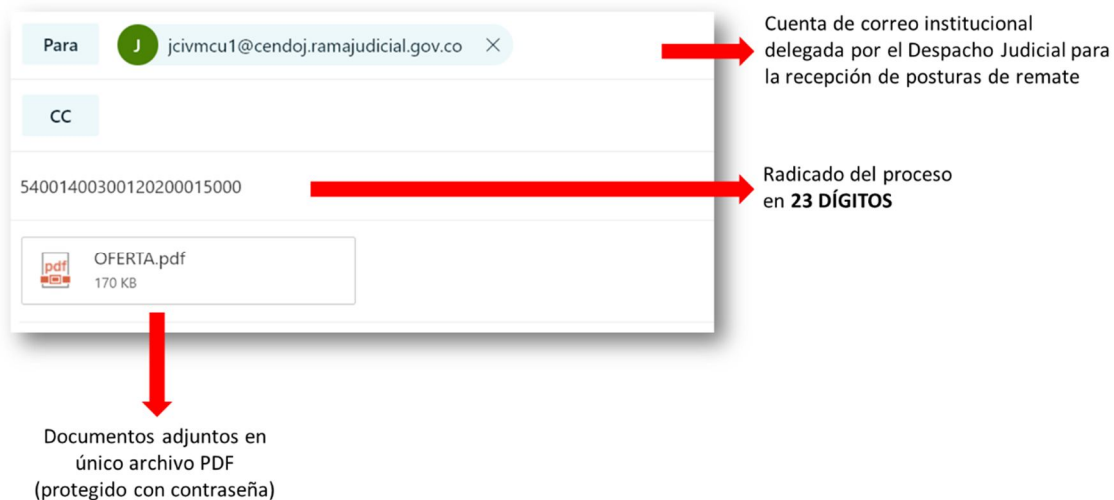 Para
J
jcivmcu1@cendoj.ramajudicial.gov.co
Cuenta de correo institucional
delegada por el Despacho Judicial para
la recepción de posturas de remate
CC
54001400300120200015000
Radicado del proceso
en 23 DÍGITOS
pdf
OFERTA.pdf
170 KB
Documentos adjuntos en
único archivo PDF
(protegido con contraseña)